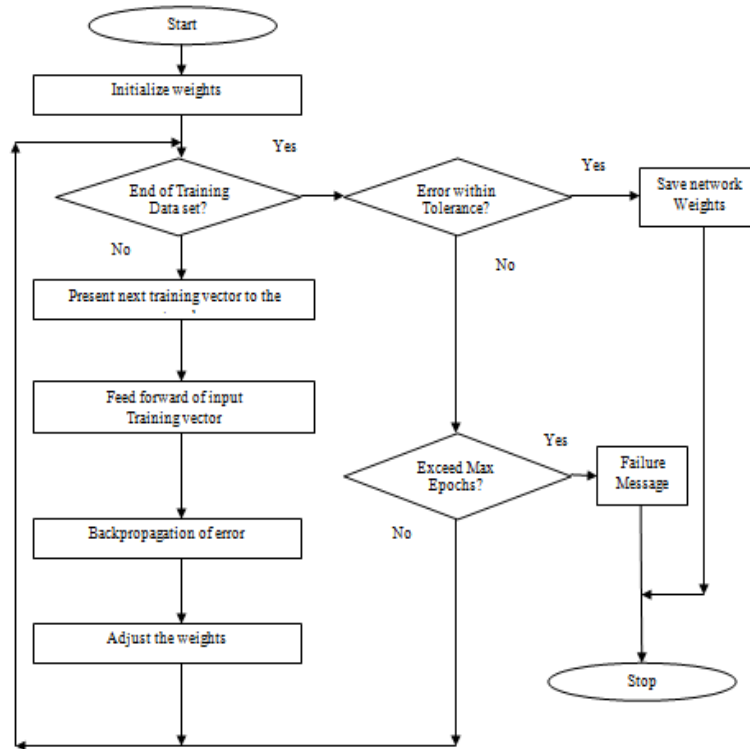 Start
Initialize weights
Yes
End of Training
Data set?
Error within
Tolerance?
Yes
Save network
Weights
No
No
Present next training vector to the
Feed forward of input
Training vector
Yes
Exceed Max
Epochs?
Failure
Message
Backpropagation of error
No
Adjust the weights
Stop